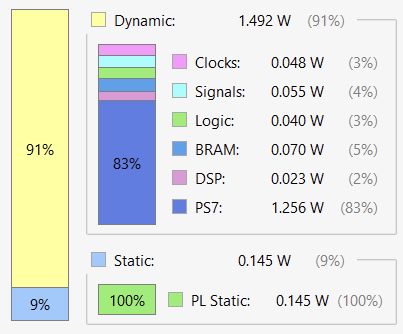 Dynamic: 1.492 W (91%)
Clocks: 0.048 W (3%)
Signals: 0.055 W (4%)
Logic: 0.040 W (3%)
91% 83% BRAM: 0.070 W (5%)
DSP: 0.023 W (2%)
PS7: 1.256 W (83%)
Static: 0.145 W (9%)
9% 100% PL Static: 0.145 W (100%)